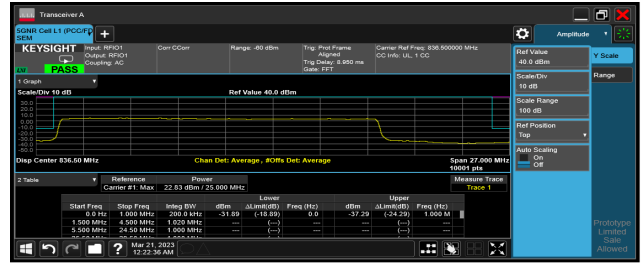 Transceiver A
5GNR Cell L1 (PCC/FD
SEM
Amplitude
KEYSIGHT
Input: RFIO1
Output: RFIO1
Coupling: AC
Corr CCorr
Range: -60 dBm
Trig: Prot Frame
Aligned
Trig Delay: 8.950 ms
Gate: FFT
Carrier Ref Freq: 836.500000 MHz
CC Info: UL, 1 CC
LXI
PASS
1 Graph
Scale/Div 10 dB
Ref Value 40.0 dBm
30.0
20.0
10.0
0.00
-10.0
-20.0
-30.0
-40.0
-50.0
Disp Center 836.50 MHz
Chan Det: Average , #Offs Det: Average
Span 27.000 MHz
10001 pts
2 Table
Reference
Carrier #1: Max
Power
22.83 dBm / 25.000 MHz
Measure Trace
Trace 1
Lower
Upper
Start Freq Stop Freq Integ BW dBm ΔLimit(dB) Freq (Hz) dBm ΔLimit(dB) Freq (Hz)
0.0 Hz 1.000 MHz 200.0 kHz -31.89 (-18.89) 0.0 -37.29 (-24.29) 1.000 M
1.500 MHz 4.500 MHz 1.020 MHz --- (---) --- --- (---) ---
5.500 MHz 24.50 MHz 1.000 MHz --- (---) --- --- (---) ---
Mar 21, 2023
12:22:36 AM
Ref Value
40.0 dBm
Scale/Div
10 dB
Scale Range
100 dB
Ref Position
Top
Auto Scaling
On
Off
Y Scale
Range
Prototype
Limited
Sale
Allowed